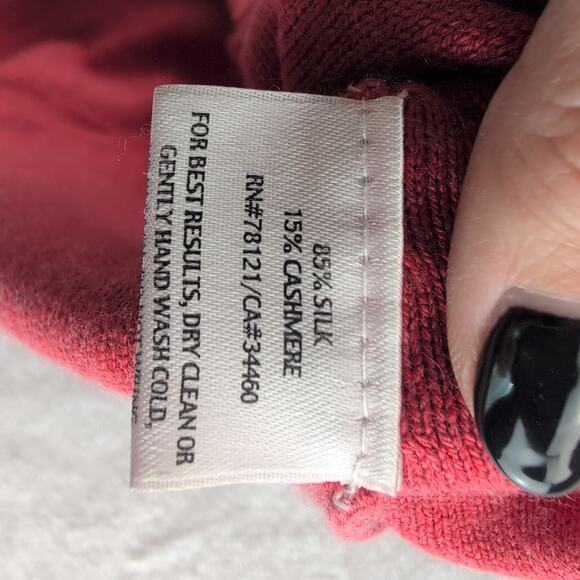 85% SILK
15% CASHMERE
RN#78121/CA#34460
FOR BEST RESULTS, DRY CLEAN OR
GENTLY HAND WASH COLD,